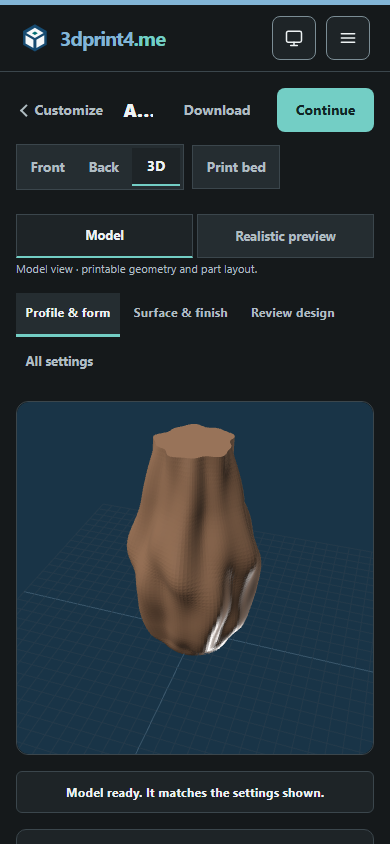 3dprint4.me
Customize A... Download Continue
Front Back 3D Print bed
Model Realistic preview
Model view · printable geometry and part layout.
Profile & form Surface & finish Review design
All settings
Model ready. It matches the settings shown.